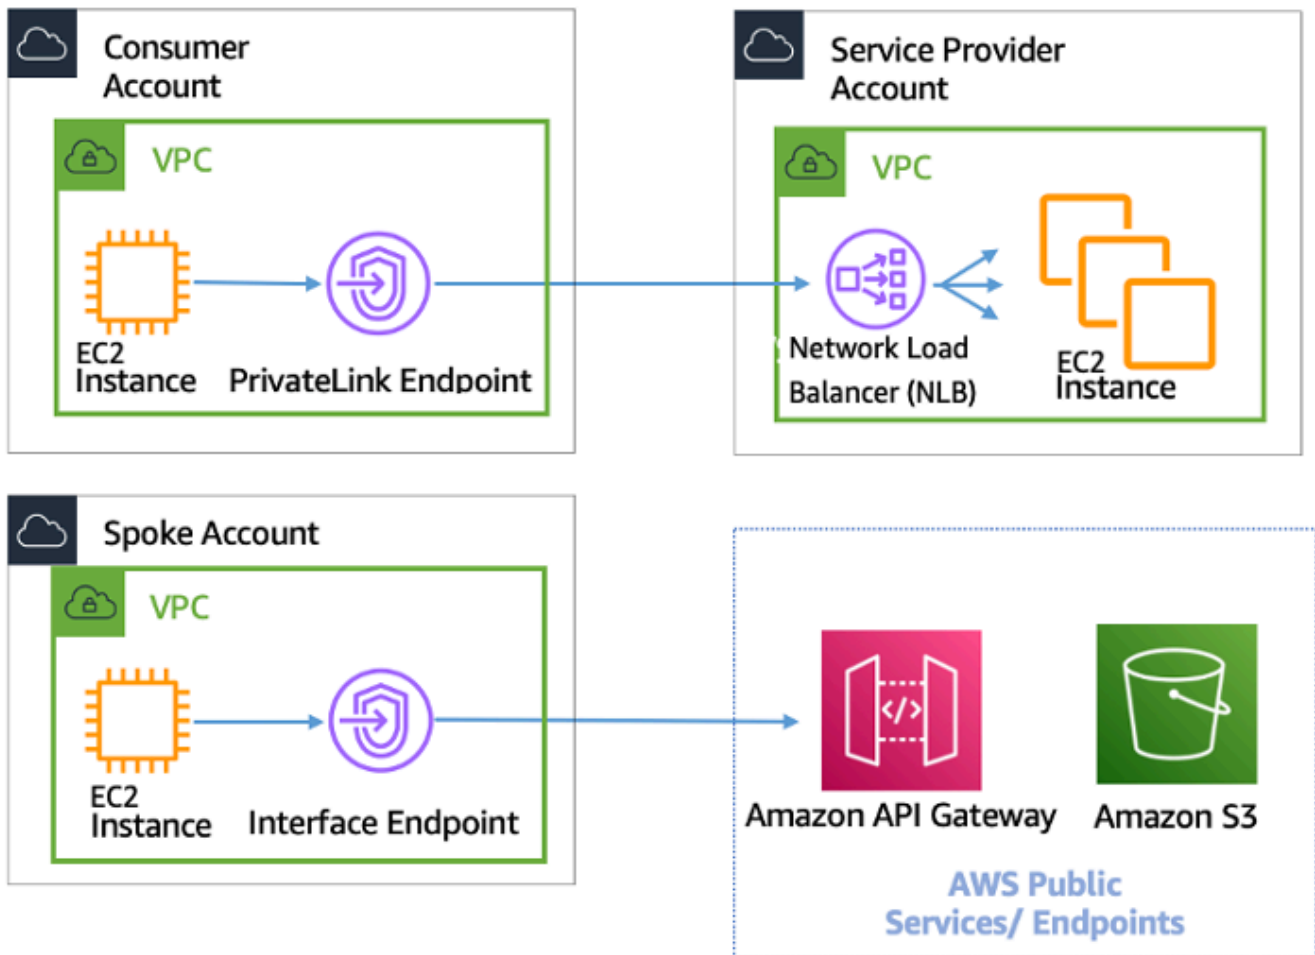 Consumer
Account
VPC
EC2
Instance
PrivateLink Endpoint
Service Provider
Account
VPC
Network Load
Balancer (NLB)
EC2
Instance
Spoke Account
VPC
EC2
Instance
Interface Endpoint
</>
Amazon API Gateway
Amazon S3
AWS Public
Services/ Endpoints